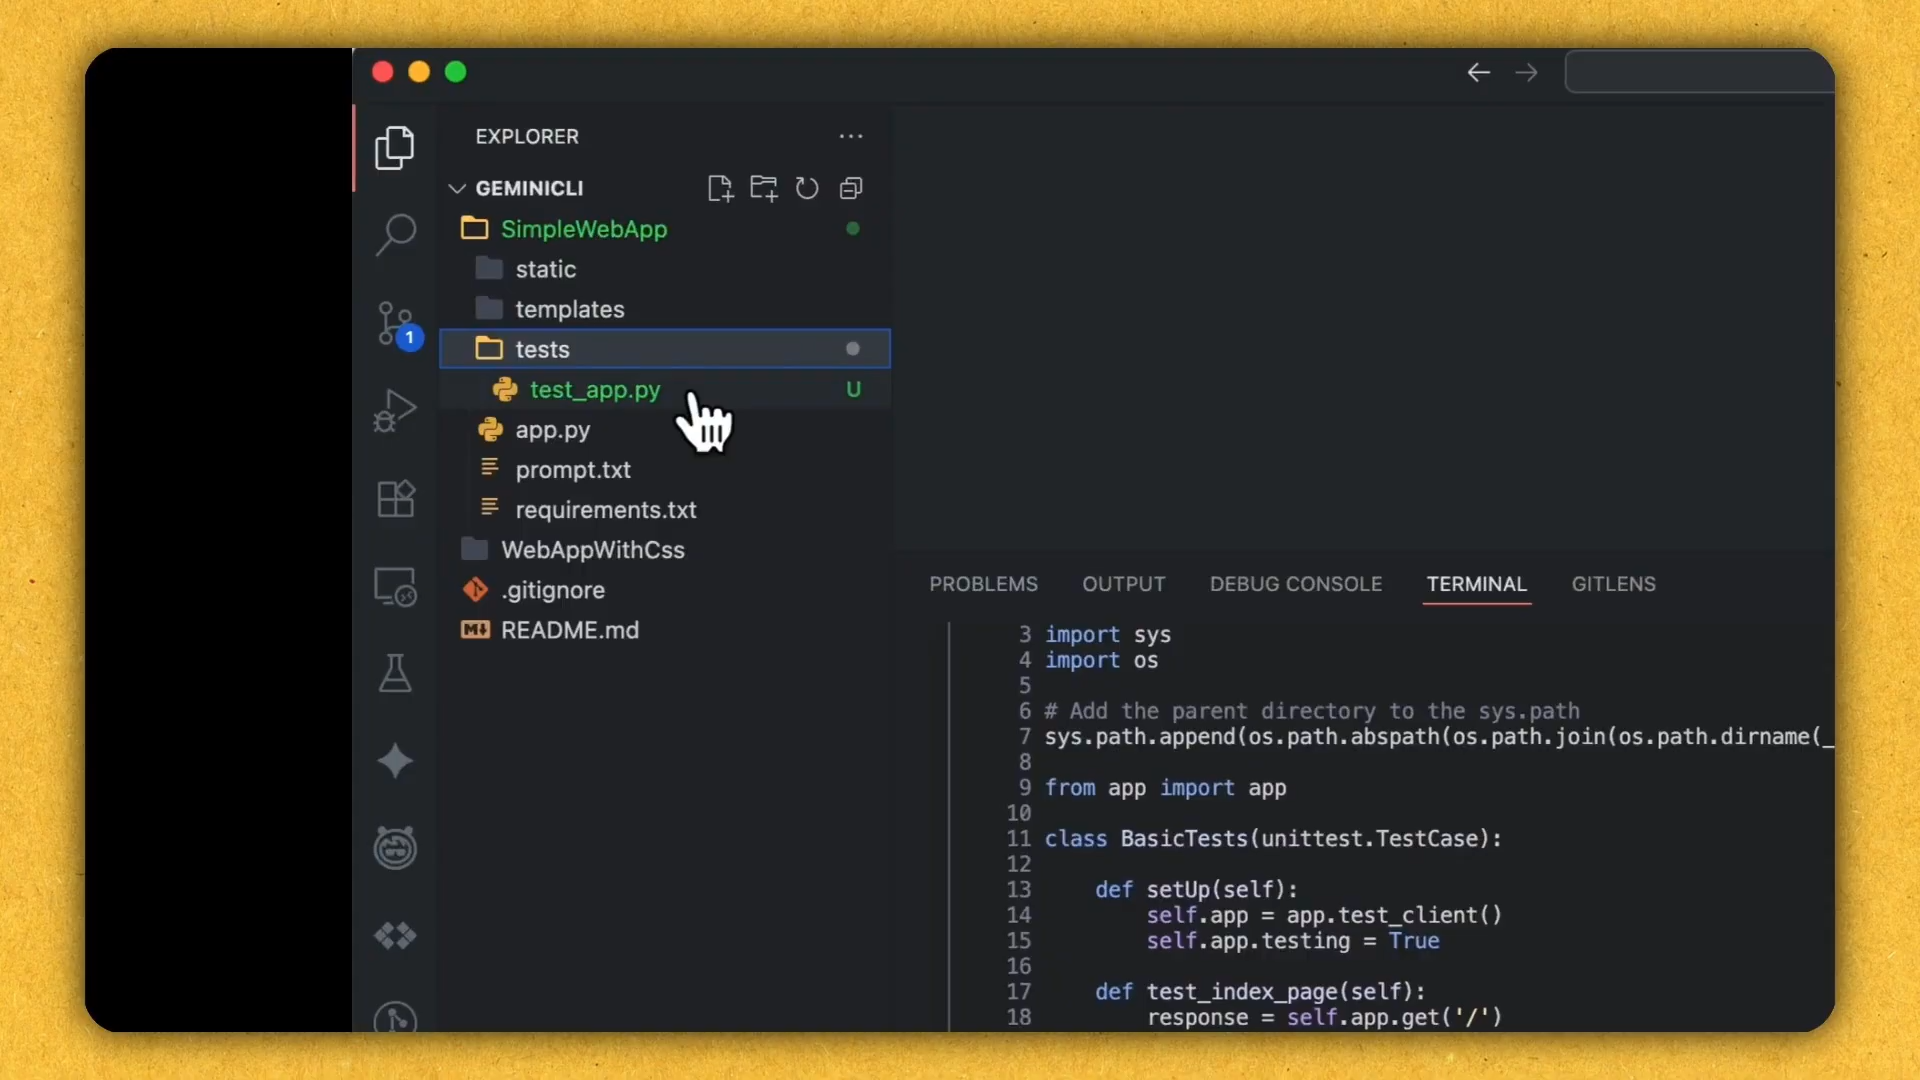 EXPLORER
GEMINICLI
SimpleWebApp
static
templates
1
tests
test_app.py U
app.py
prompt.txt
requirements.txt
WebAppWithCss
.gitignore
README.md
PROBLEMS OUTPUT DEBUG CONSOLE TERMINAL GITLENS
3 import sys
4 import os
5
6 # Add the parent directory to the sys.path
7 sys.path.append(os.path.abspath(os.path.join(os.path.dirname(_
8
9 from app import app
10
11 class BasicTests(unittest.TestCase):
12
13 def setUp(self):
14 self.app = app.test_client()
15 self.app.testing = True
16
17 def test_index_page(self):
18 response = self.app.get('/')